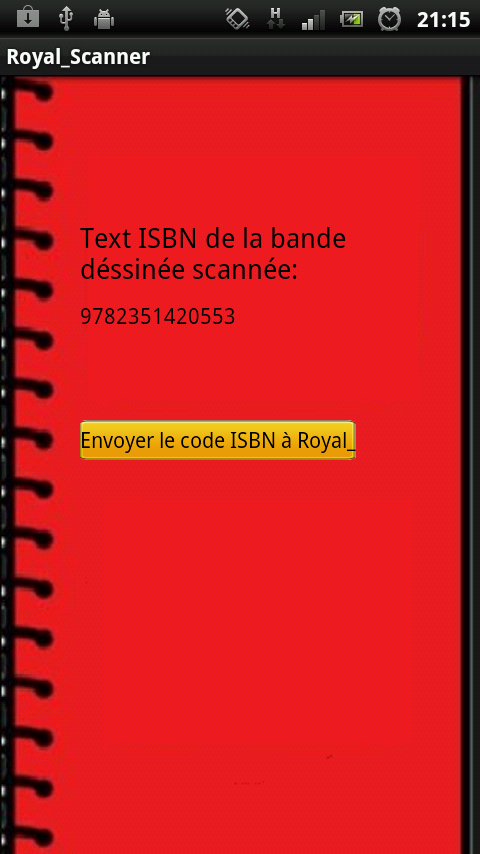 H
21:15
Royal_Scanner
Text ISBN de la bande
déssinée scannée:
9782351420553
Envoyer le code ISBN à Royal_